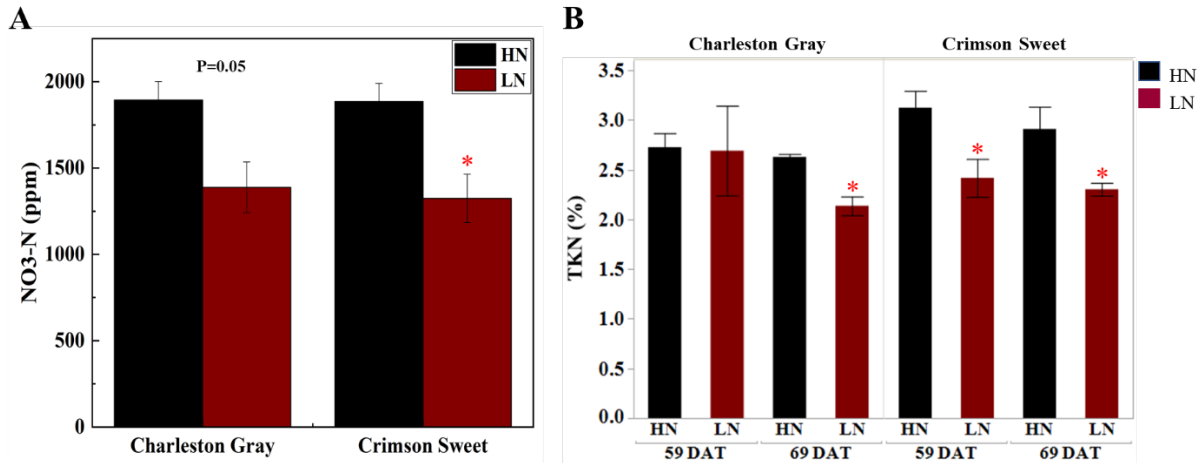 A
NO3-N (ppm)
2000
1500
1000
500
0
P=0.05
HN
LN
*
Charleston Gray Crimson Sweet
B
Charleston Gray Crimson Sweet
TKN (%)
3.5
3.0
2.5
2.0
1.5
1.0
0.5
0.0
* * *
HN
LN
HN LN HN LN HN LN HN LN
59 DAT 69 DAT 59 DAT 69 DAT